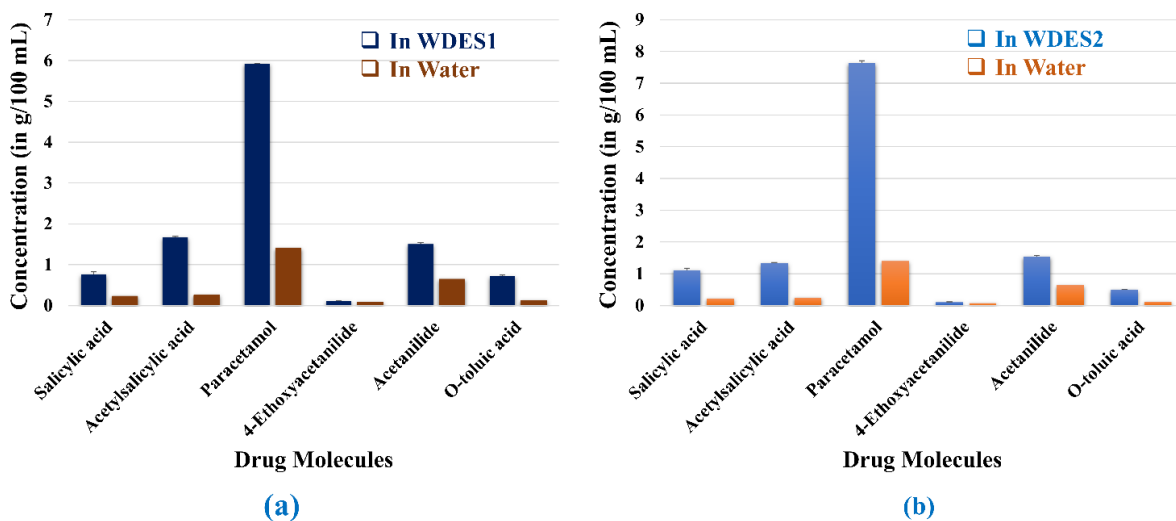 7
6
5
4
3
2
1
0
Concentration (in g/100 mL)
❑ In WDES1
❑ In Water
Salicylic acid
Acetylsalicylic acid
Paracetamol
4-Ethoxyacetanilide
Acetanilide
O-toluic acid
Drug Molecules
(a)
9
8
7
6
5
4
3
2
1
0
Concentration (in g/100 mL)
❑ In WDES2
❑ In Water
Salicylic acid
Acetylsalicylic acid
Paracetamol
4-Ethoxyacetanilide
Acetanilide
O-toluic acid
Drug Molecules
(b)